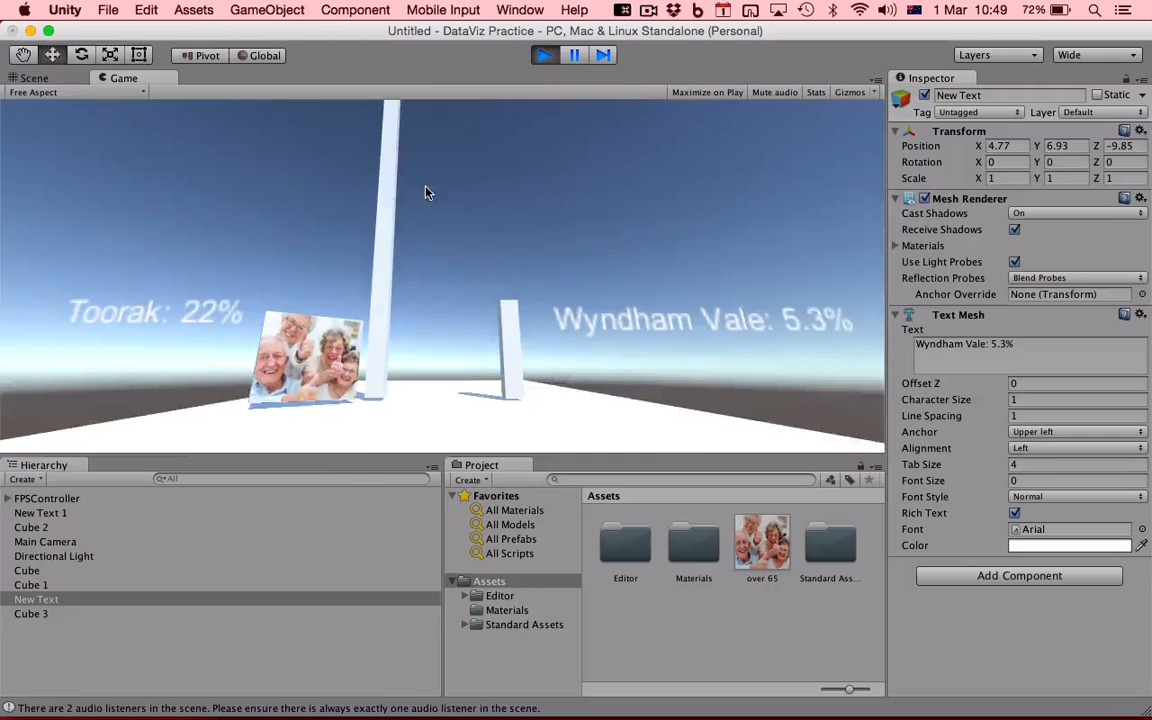 Unity File Edit Assets GameObject Component Mobile Input Window Help 1 Mar 10:49 72%
Untitled - DataViz Practice - PC, Mac & Linux Standalone (Personal)
Pivot Global Layers Wide
Scene Game Inspector
Free Aspect Maximize on Play Mute audio Stats Gizmos
New Text Static
Tag Untagged Layer Default
Transform
Position X 4.77 Y 6.93 Z -9.85
Rotation X 0 Y 0 Z 0
Scale X 1 Y 1 Z 1
Mesh Renderer
Cast Shadows On
Receive Shadows
Materials
Use Light Probes
Reflection Probes Blend Probes
Anchor Override None (Transform)
Toorak: 22%
Wyndham Vale: 5.3%
Text Mesh
Text
Wyndham Vale: 5.3%
Offset Z 0
Character Size 1
Line Spacing 1
Anchor Upper left
Alignment Left
Tab Size 4
Font Size 0
Font Style Normal
Rich Text
Font Arial
Color
Add Component
Hierarchy
Create All
FPSController
New Text 1
Cube 2
Main Camera
Directional Light
Cube
Cube 1
New Text
Cube 3
Project
Create
Favorites
All Materials
All Models
All Prefabs
All Scripts
Assets
Editor
Materials
Standard Assets
Assets
Editor Materials over 65 Standard Ass...
There are 2 audio listeners in the scene. Please ensure there is always exactly one audio listener in the scene.